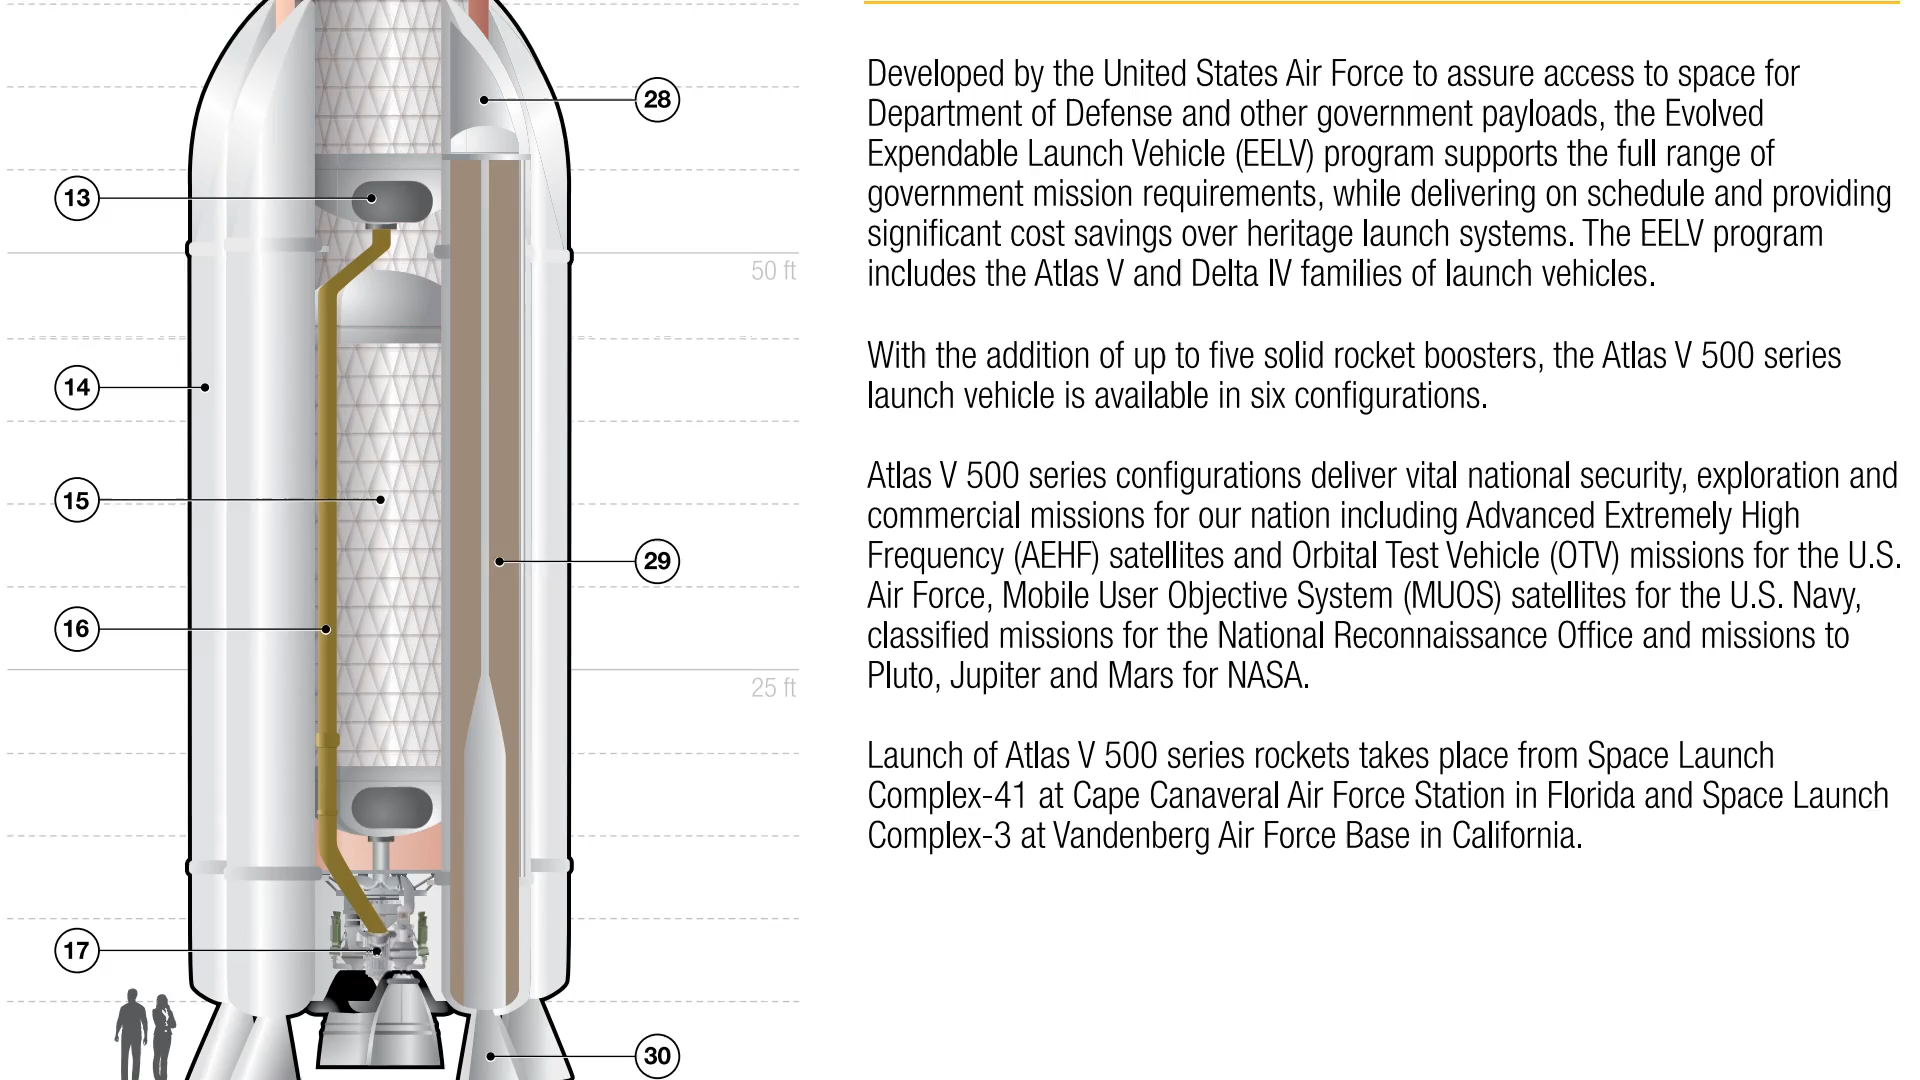 28
13
50 ft
14
15
29
16
25 ft
17
30
Developed by the United States Air Force to assure access to space for
Department of Defense and other government payloads, the Evolved
Expendable Launch Vehicle (EELV) program supports the full range of
government mission requirements, while delivering on schedule and providing
significant cost savings over heritage launch systems. The EELV program
includes the Atlas V and Delta IV families of launch vehicles.
With the addition of up to five solid rocket boosters, the Atlas V 500 series
launch vehicle is available in six configurations.
Atlas V 500 series configurations deliver vital national security, exploration and
commercial missions for our nation including Advanced Extremely High
Frequency (AEHF) satellites and Orbital Test Vehicle (OTV) missions for the U.S.
Air Force, Mobile User Objective System (MUOS) satellites for the U.S. Navy,
classified missions for the National Reconnaissance Office and missions to
Pluto, Jupiter and Mars for NASA.
Launch of Atlas V 500 series rockets takes place from Space Launch
Complex-41 at Cape Canaveral Air Force Station in Florida and Space Launch
Complex-3 at Vandenberg Air Force Base in California.